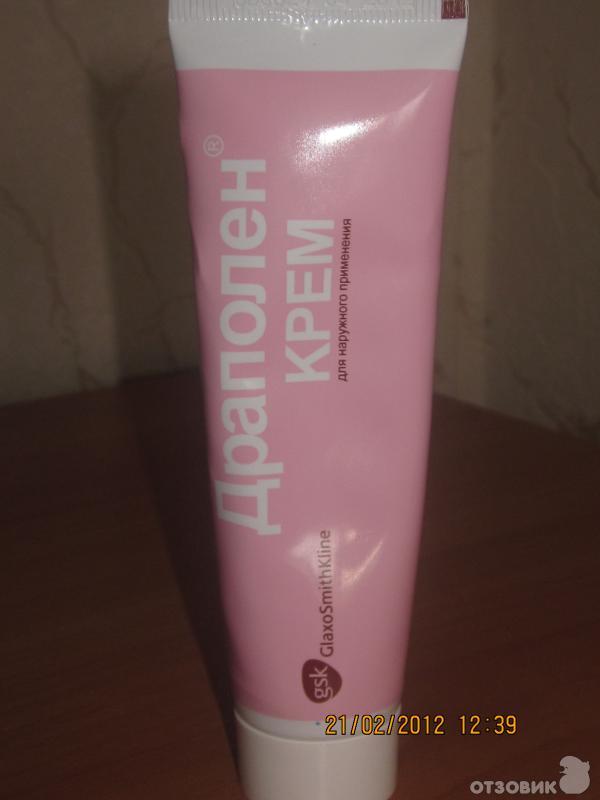 Драполен®
КРЕМ
для наружного применения
gsk GlaxoSmithKline
21/02/2012 12:39
ОТЗОВИК